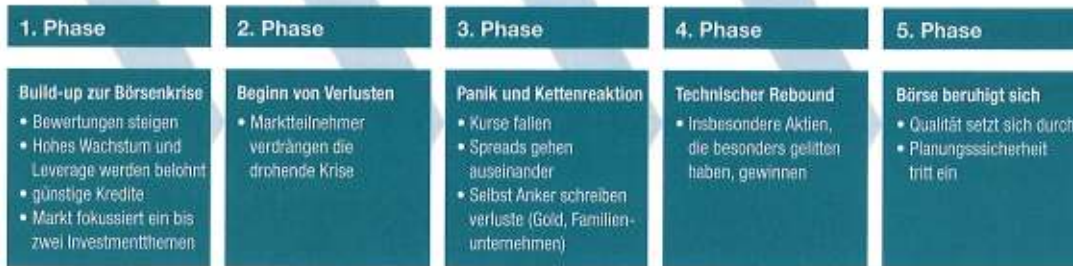 1. Phase
Build-up zur Börsenkrise
• Bewertungen steigen
• Hohes Wachstum und
Leverage werden belohnt
• günstige Kredite
• Markt fokussiert ein bis
zwei Investmentthemen
2. Phase
Beginn von Verlusten
• Marktteilnehmer
verdrängen die
drohende Krise
3. Phase
Panik und Kettenreaktion
• Kurse fallen
• Spreads gehen
auseinander
• Selbst Anker schreiben
verluste (Gold, Familien-
unternehmen)
4. Phase
Technischer Rebound
• Insbesondere Aktien,
die besonders gelitten
haben, gewinnen
5. Phase
Börse beruhigt sich
• Qualität setzt sich durch
• Planungsssicherheit
tritt ein